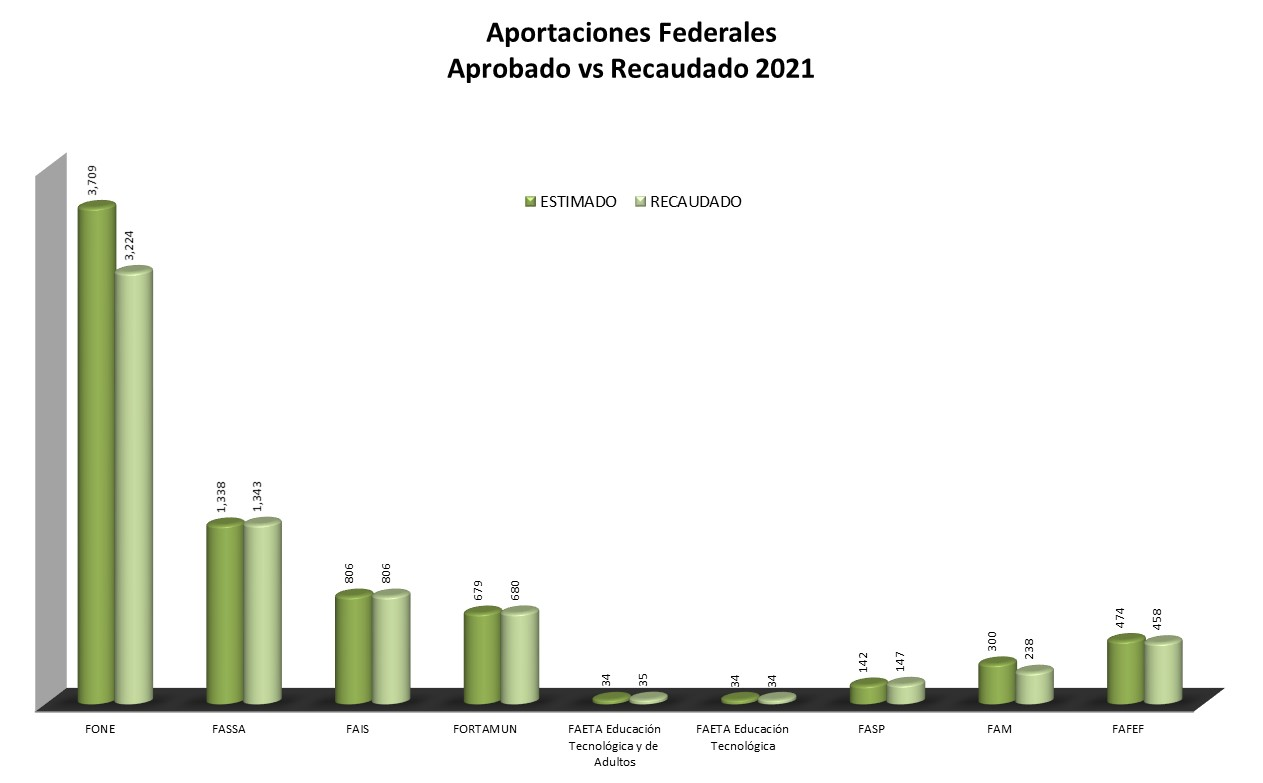 Aportaciones Federales
Aprobado vs Recaudado 2021
ESTIMADO RECAUDADO
3,709
3,224
1,338
1,343
806
806
679
680
34
35
34
34
142
147
300
238
474
458
FONE
FASSA
FAIS
FORTAMUN
FAETA Educación
Tecnológica y de
Adultos
FAETA Educación
Tecnológica
FASP
FAM
FAFEF